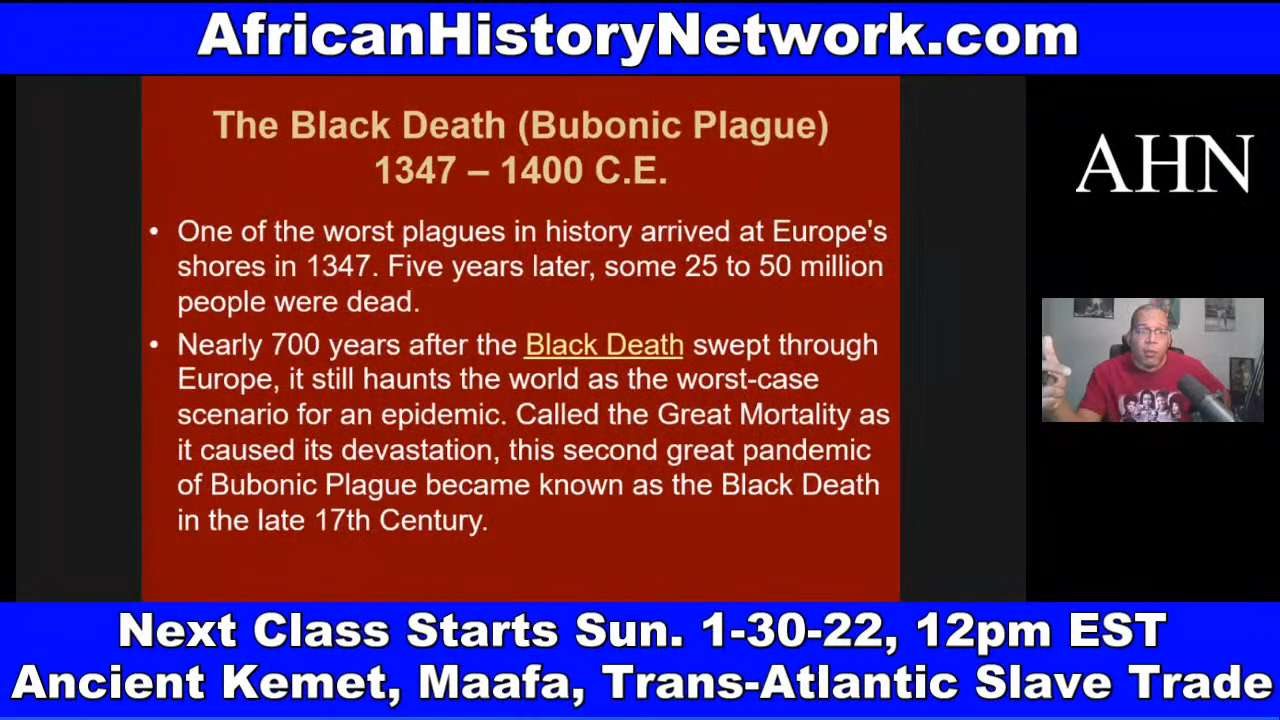 AfricanHistoryNetwork.com
The Black Death (Bubonic Plague)
1347 – 1400 C.E.
• One of the worst plagues in history arrived at Europe's
shores in 1347. Five years later, some 25 to 50 million
people were dead.
• Nearly 700 years after the Black Death swept through
Europe, it still haunts the world as the worst-case
scenario for an epidemic. Called the Great Mortality as
it caused its devastation, this second great pandemic
of Bubonic Plague became known as the Black Death
in the late 17th Century.
AHN
Next Class Starts Sun. 1-30-22, 12pm EST
Ancient Kemet, Maafa, Trans-Atlantic Slave Trade